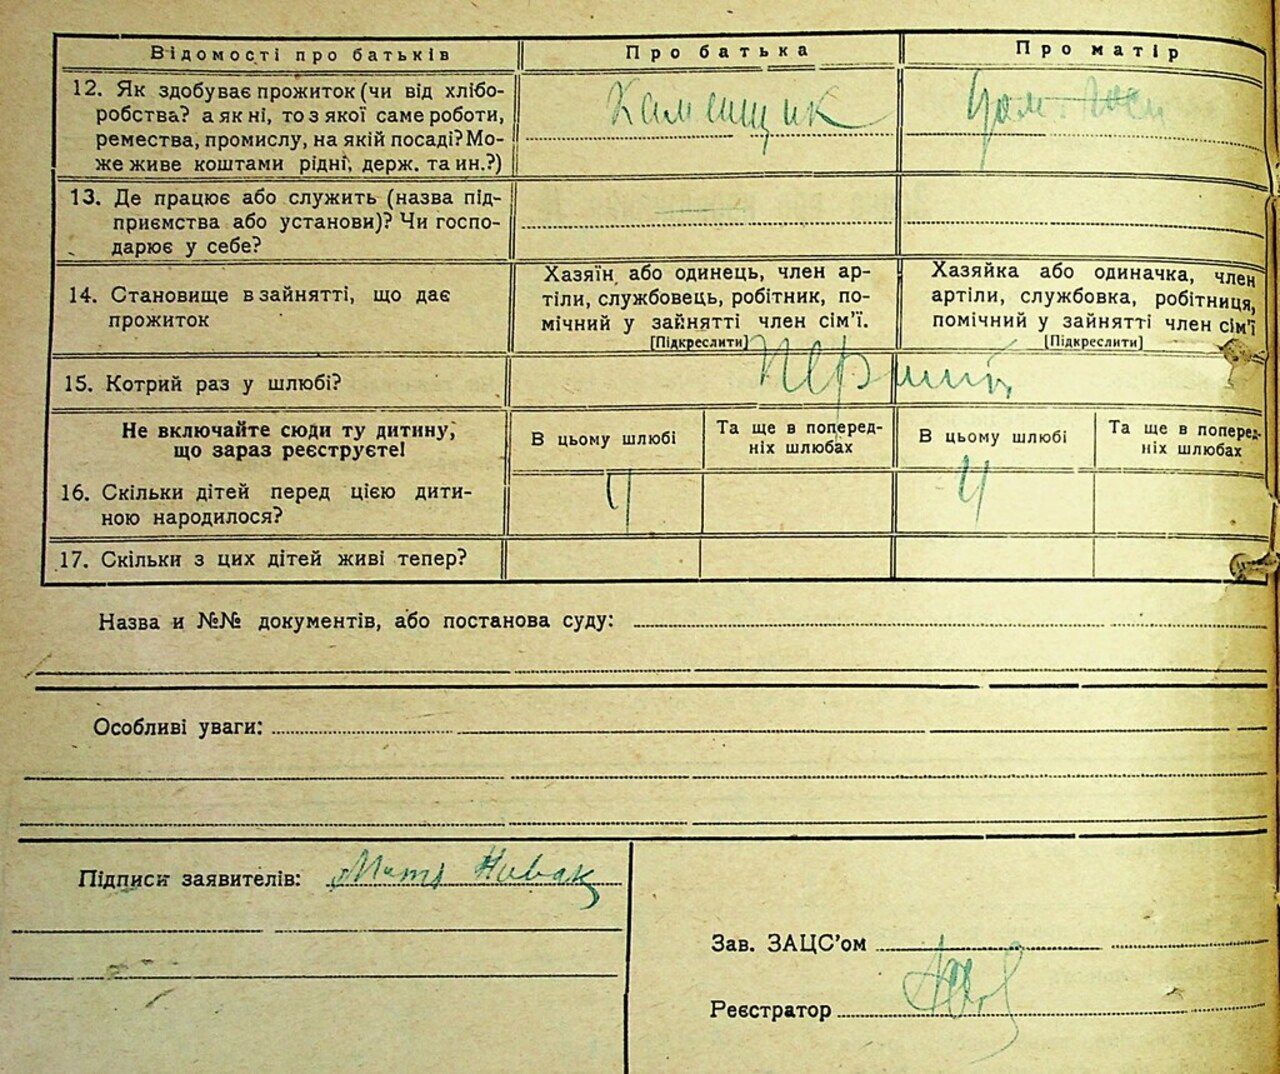 Відомості про батьків
Про батька
Про матір
12. Як здобуває прожиток (чи від хлібо-
робства? а як ні, то з якої саме роботи,
ремества, промислу, на якій посаді? Мо-
же живе коштами рідні, держ. та ин.?)
Каменщик
13. Де працює або служить (назва під-
приємства або установи)? Чи госпо-
дарює у себе?
14. Становище в зайнятті, що дає
прожиток
Хазяїн або одинець, член ар-
тіли, службовець, робітник, по-
мічний у зайнятті член сім'ї.
[Підкреслити]
Хазяйка або одиначка, член
артіли, службовка, робітниця,
помічний у зайнятті член сім'ї
[Підкреслити]
15. Котрий раз у шлюбі?
Перший
Не включайте сюди ту дитину,
що зараз реєструєте!
В цьому шлюбі
Та ще в поперед-
ніх шлюбах
В цьому шлюбі
Та ще в поперед-
ніх шлюбах
16. Скільки дітей перед цією дити-
ною народилося?
4
4
17. Скільки з цих дітей живі тепер?
Назва и №№ документів, або постанова суду:
Особливі уваги:
Підписи заявителів:
Новак
Зав. ЗАЦС'ом
Реєстратор